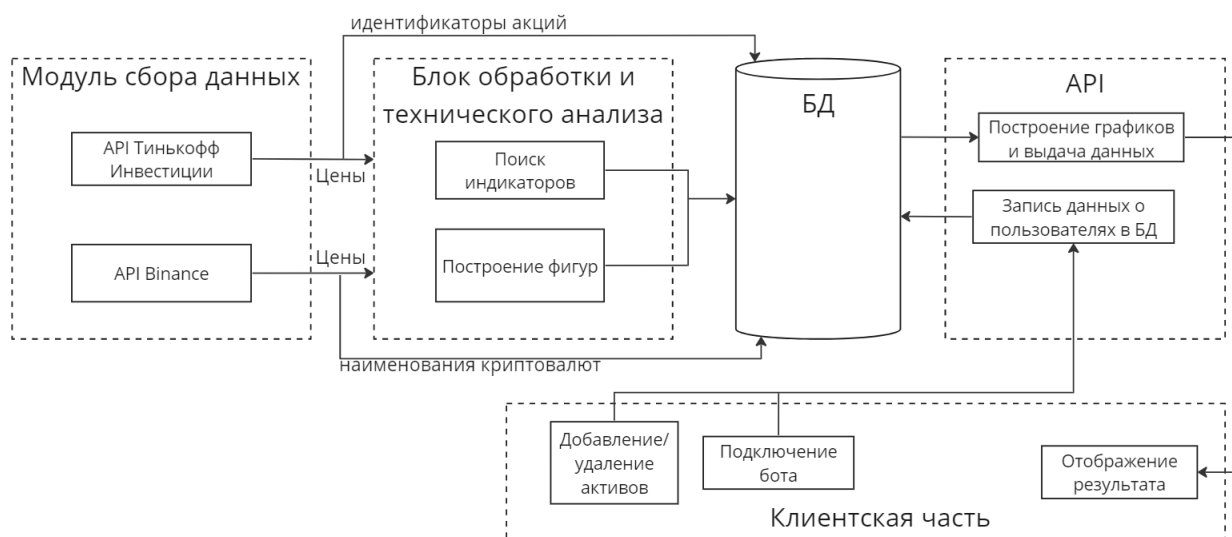 идентификаторы акций
Модуль сбора данных
API Тинькофф
Инвестиции
Цены
API Binance
Цены
наименования криптовалют
Блок обработки и
технического анализа
Поиск
индикаторов
Построение фигур
БД
API
Построение графиков
и выдача данных
Запись данных о
пользователях в БД
Добавление/
удаление
активов
Подключение
бота
Отображение
результата
Клиентская часть